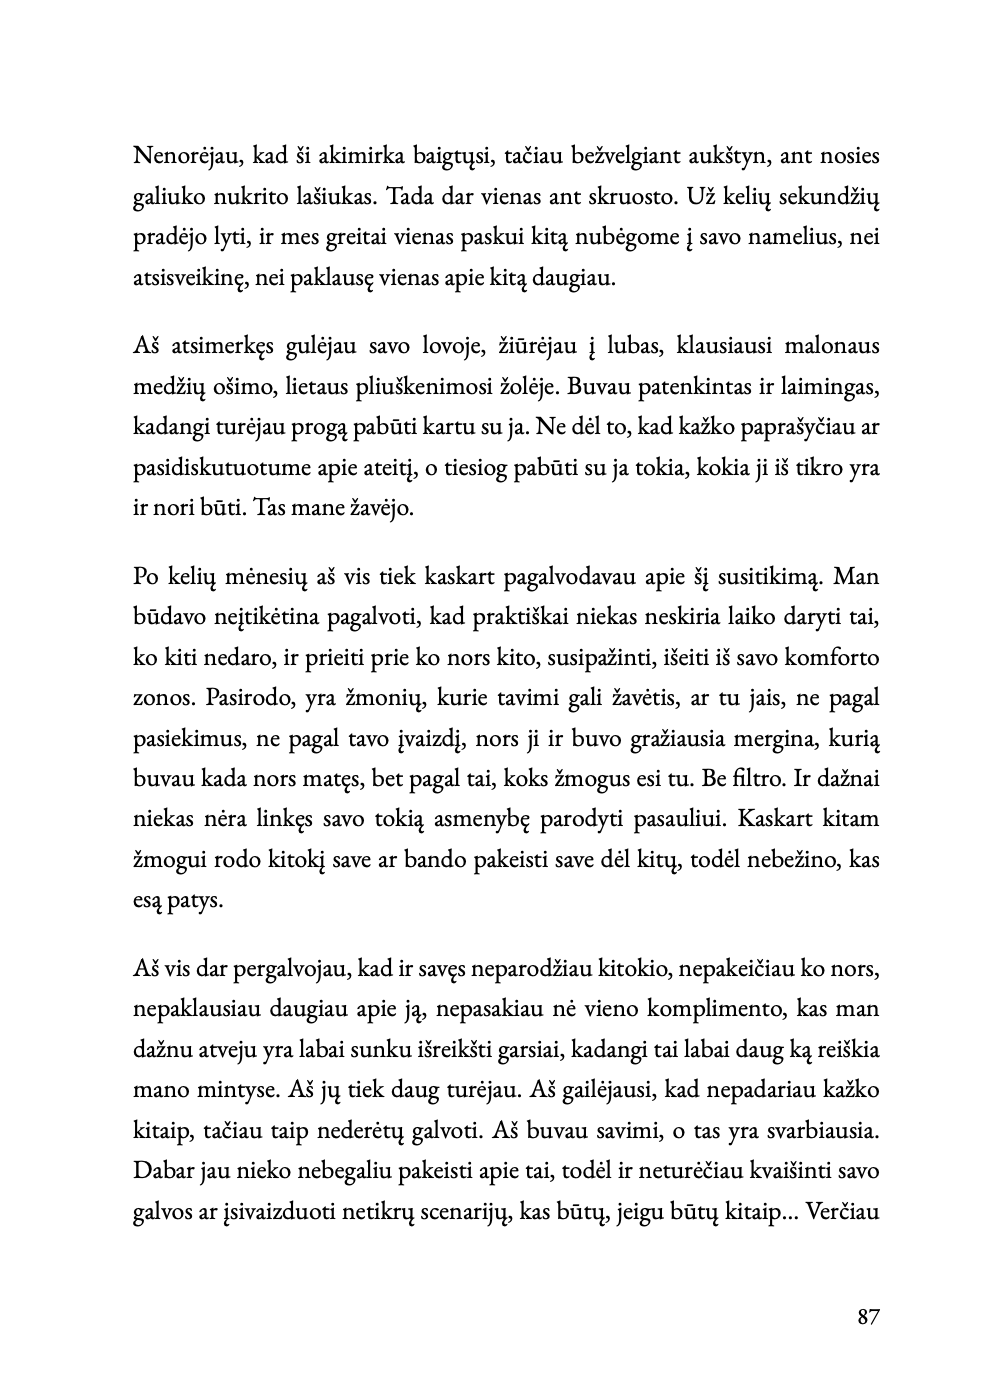 Nenorėjau, kad ši akimirka baigtųsi, tačiau bežvelgiant aukštyn, ant nosies
galiuko nukrito lašiukas. Tada dar vienas ant skruosto. Už kelių sekundžių
pradėjo lyti, ir mes greitai vienas paskui kitą nubėgome į savo namelius, nei
atsisveikinę, nei paklausę vienas apie kitą daugiau.
Aš atsimerkęs gulėjau savo lovoje, žiūrėjau į lubas, klausiausi malonaus
medžių ošimo, lietaus pliuškenimosi žolėje. Buvau patenkintas ir laimingas,
kadangi turėjau progą pabūti kartu su ja. Ne dėl to, kad kažko paprašyčiau ar
pasidiskutuotume apie ateitį, o tiesiog pabūti su ja tokia, kokia ji iš tikro yra
ir nori būti. Tas mane žavėjo.
Po kelių mėnesių aš vis tiek kaskart pagalvodavau apie šį susitikimą. Man
būdavo neįtikėtina pagalvoti, kad praktiškai niekas neskiria laiko daryti tai,
ko kiti nedaro, ir prieiti prie ko nors kito, susipažinti, išeiti iš savo komforto
zonos. Pasirodo, yra žmonių, kurie tavimi gali žavėtis, ar tu jais, ne pagal
pasiekimus, ne pagal tavo įvaizdį, nors ji ir buvo gražiausia mergina, kurią
buvau kada nors matęs, bet pagal tai, koks žmogus esi tu. Be filtro. Ir dažnai
niekas nėra linkęs savo tokią asmenybę parodyti pasauliui. Kaskart kitam
žmogui rodo kitokį save ar bando pakeisti save dėl kitų, todėl nebežino, kas
esą patys.
Aš vis dar pergalvojau, kad ir savęs neparodžiau kitokio, nepakeičiau ko nors,
nepaklausiau daugiau apie ją, nepasakiau nė vieno komplimento, kas man
dažnu atveju yra labai sunku išreikšti garsiai, kadangi tai labai daug ką reiškia
mano mintyse. Aš jų tiek daug turėjau. Aš gailėjausi, kad nepadariau kažko
kitaip, tačiau taip nederėtų galvoti. Aš buvau savimi, o tas yra svarbiausia.
Dabar jau nieko nebegaliu pakeisti apie tai, todėl ir neturėčiau kvaišinti savo
galvos ar įsivaizduoti netikrų scenarijų, kas būtų, jeigu būtų kitaip... Verčiau
87